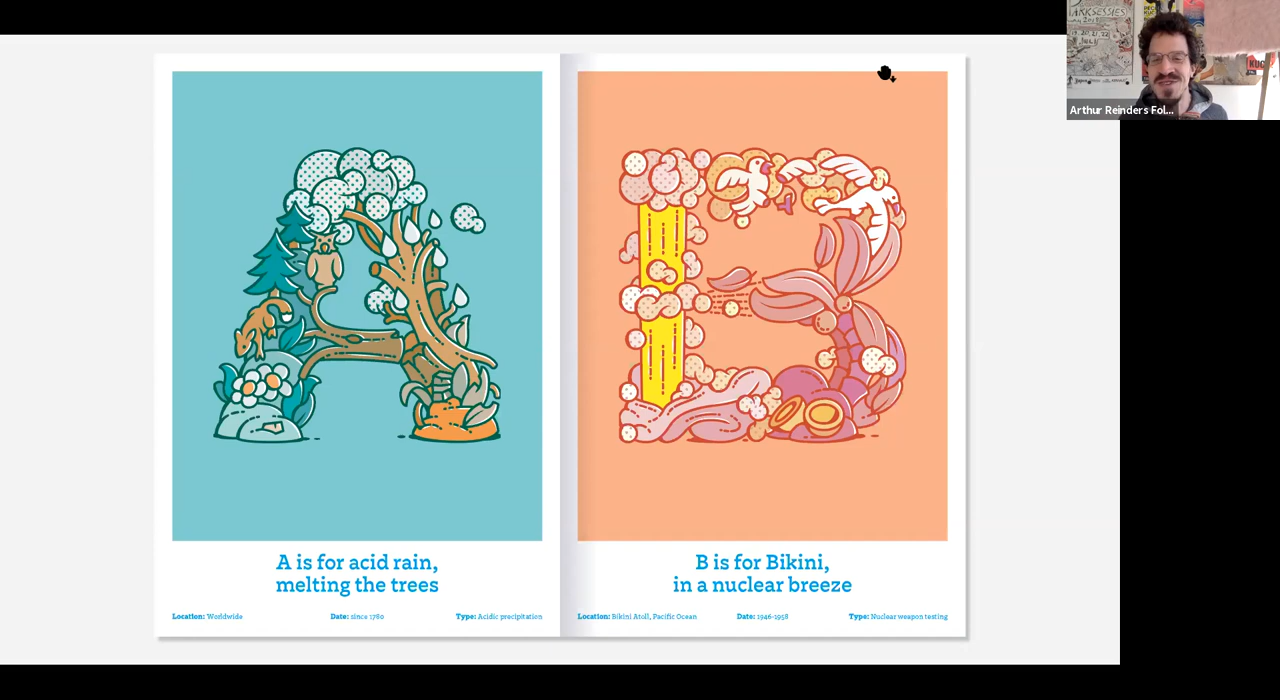 ARKSESSIES
Arthur Reinders Fol...
A is for acid rain,
melting the trees
Location: Worldwide
Date: since 1780
Type: Acidic precipitation
B is for Bikini,
in a nuclear breeze
Location: Bikini Atoll, Pacific Ocean
Date: 1946-1958
Type: Nuclear weapon testing